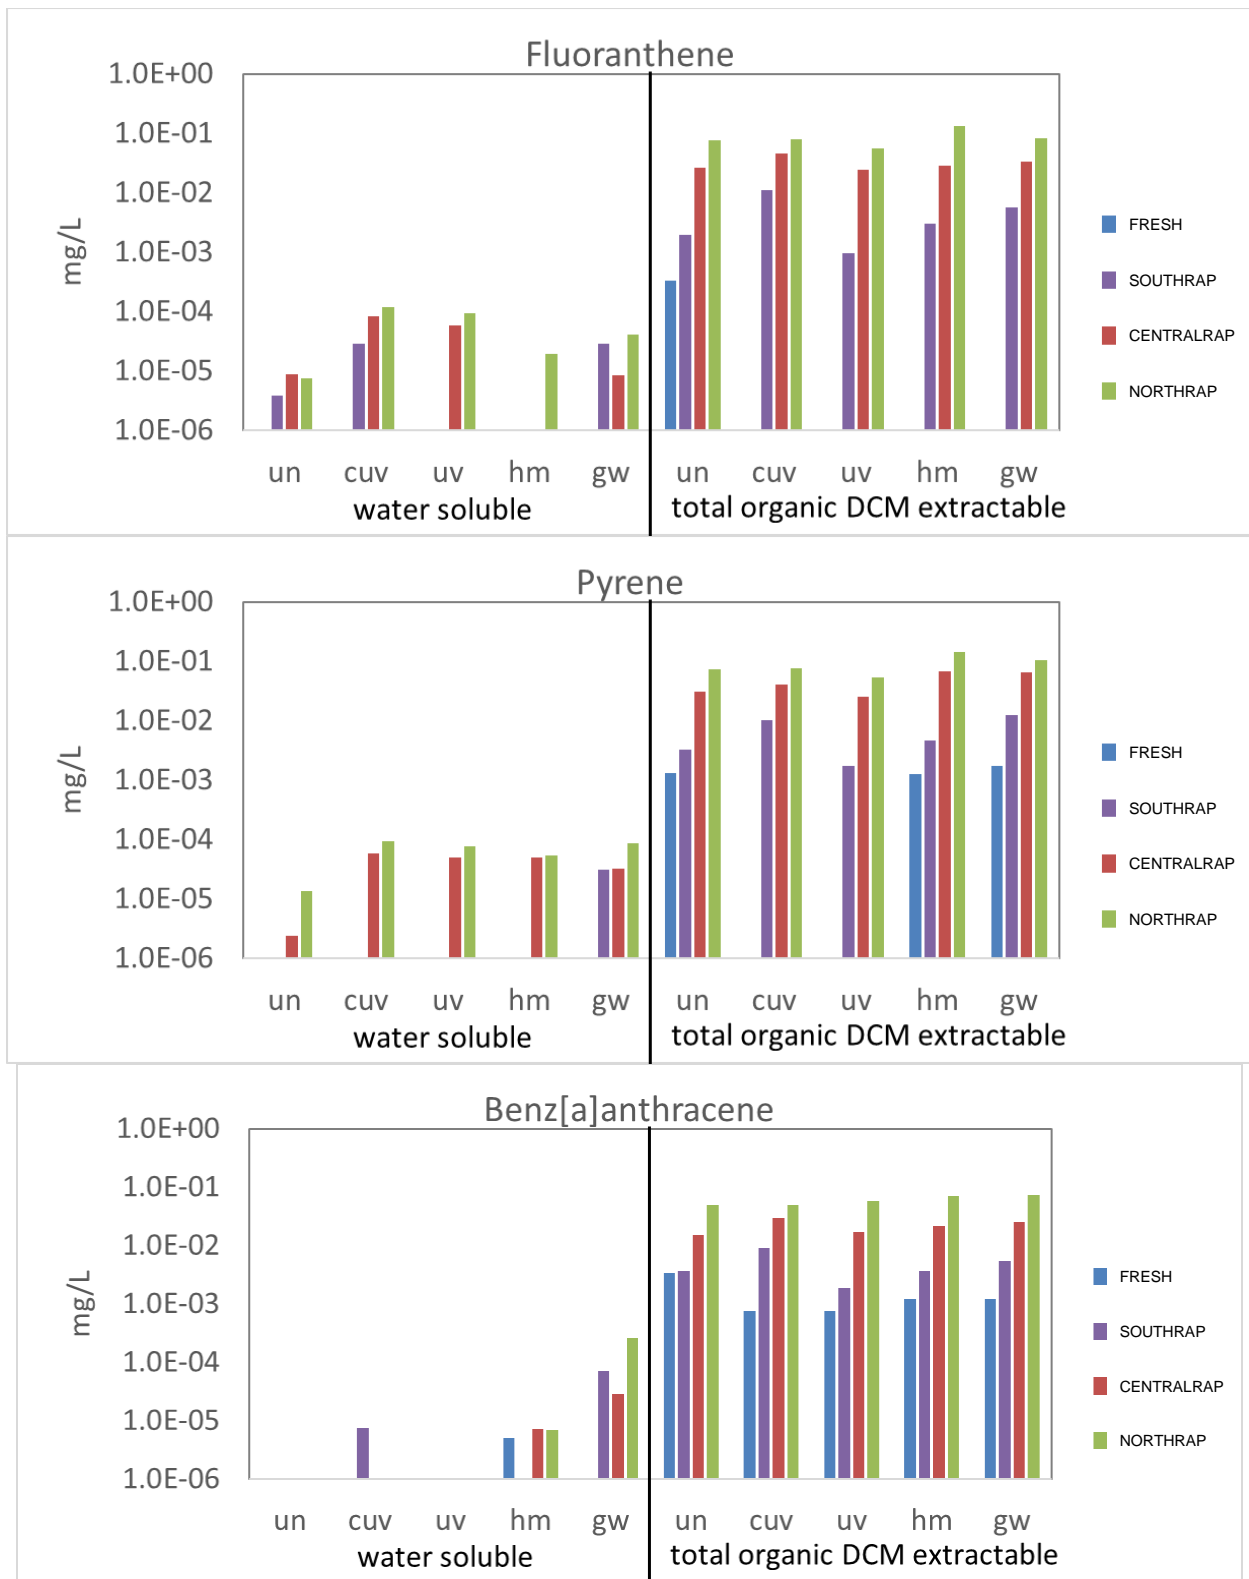 Fluoranthene
1.0E+00
1.0E-01
1.0E-02
1.0E-03
1.0E-04
1.0E-05
1.0E-06
mg/L
un cuv uv hm gw un cuv uv hm gw
water soluble total organic DCM extractable
FRESH
SOUTHRAP
CENTRALRAP
NORTHRAP
Pyrene
1.0E+00
1.0E-01
1.0E-02
1.0E-03
1.0E-04
1.0E-05
1.0E-06
mg/L
un cuv uv hm gw un cuv uv hm gw
water soluble total organic DCM extractable
FRESH
SOUTHRAP
CENTRALRAP
NORTHRAP
Benz[a]anthracene
1.0E+00
1.0E-01
1.0E-02
1.0E-03
1.0E-04
1.0E-05
1.0E-06
mg/L
un cuv uv hm gw un cuv uv hm gw
water soluble total organic DCM extractable
FRESH
SOUTHRAP
CENTRALRAP
NORTHRAP